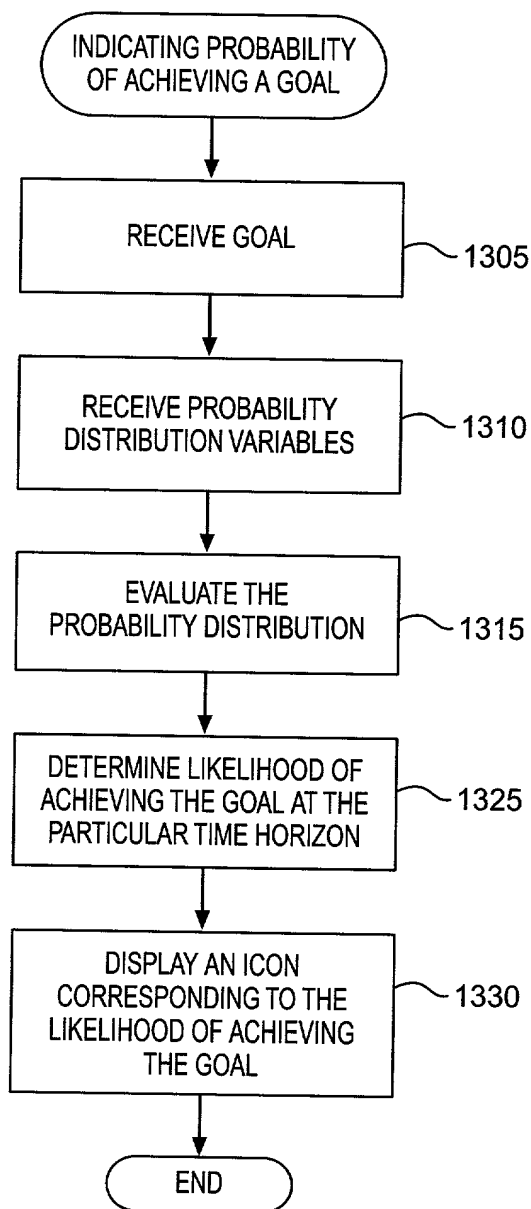 INDICATING PROBABILITY
OF ACHIEVING A GOAL
RECEIVE GOAL
1305
RECEIVE PROBABILITY
DISTRIBUTION VARIABLES
1310
EVALUATE THE
PROBABILITY DISTRIBUTION
1315
DETERMINE LIKELIHOOD OF
ACHIEVING THE GOAL AT THE
PARTICULAR TIME HORIZON
1325
DISPLAY AN ICON
CORRESPONDING TO THE
LIKELIHOOD OF ACHIEVING
THE GOAL
1330
END